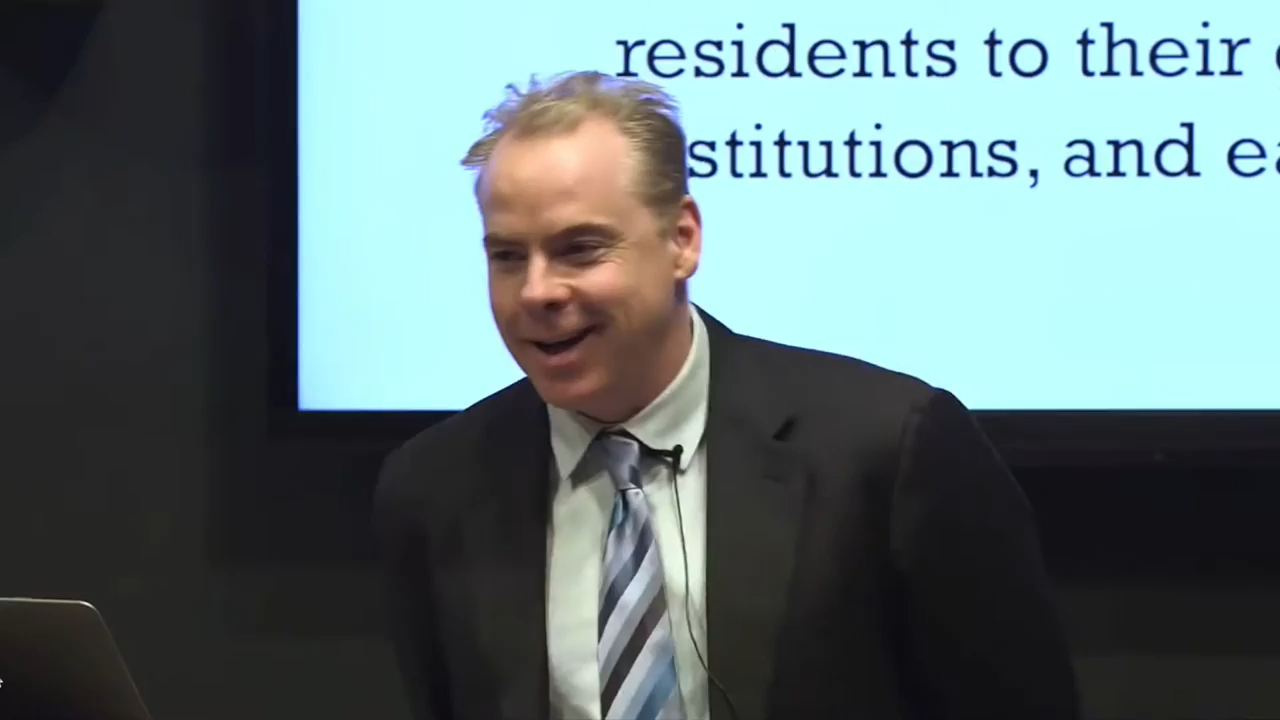 residents to their
stitutions, and